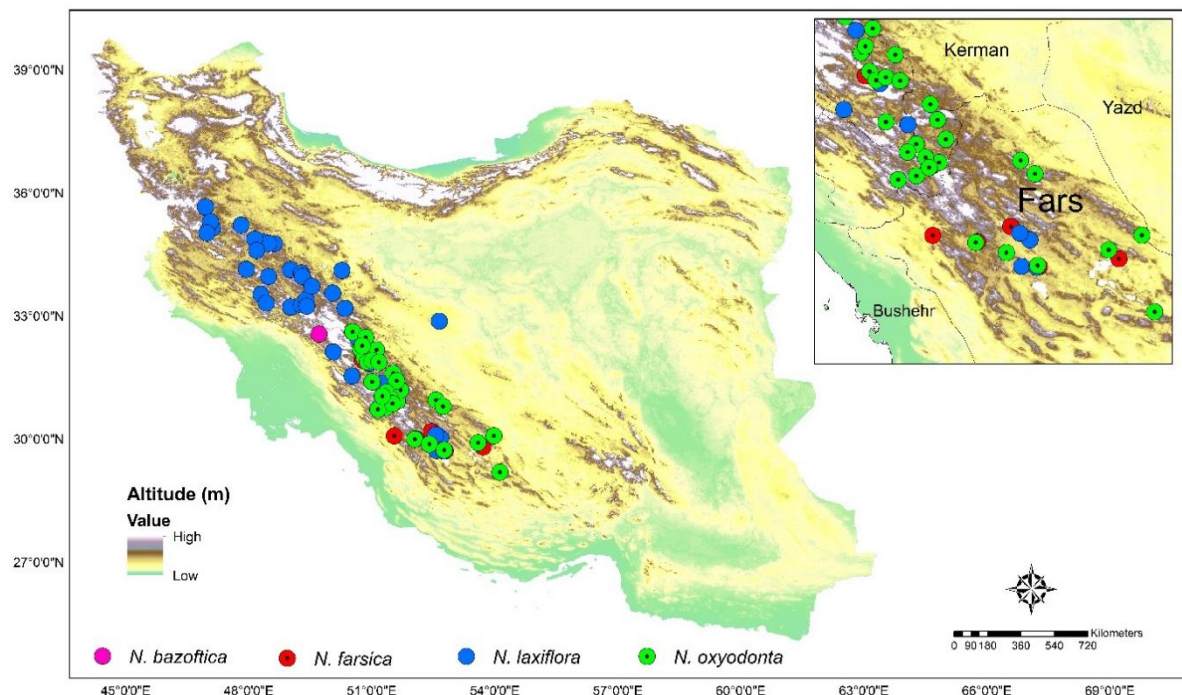 39°0'0"N
36°0'0"N
33°0'0"N
30°0'0"N
27°0'0"N
Kerman
Yazd
Fars
Bushehr
Altitude (m)
Value
High
Low
0 90 180 360 540 720 Kilometers
N. bazoftica N. farsica N. laxiflora N. oxyodonta
45°0'0"E 48°0'0"E 51°0'0"E 54°0'0"E 57°0'0"E 60°0'0"E 63°0'0"E 66°0'0"E 69°0'0"E